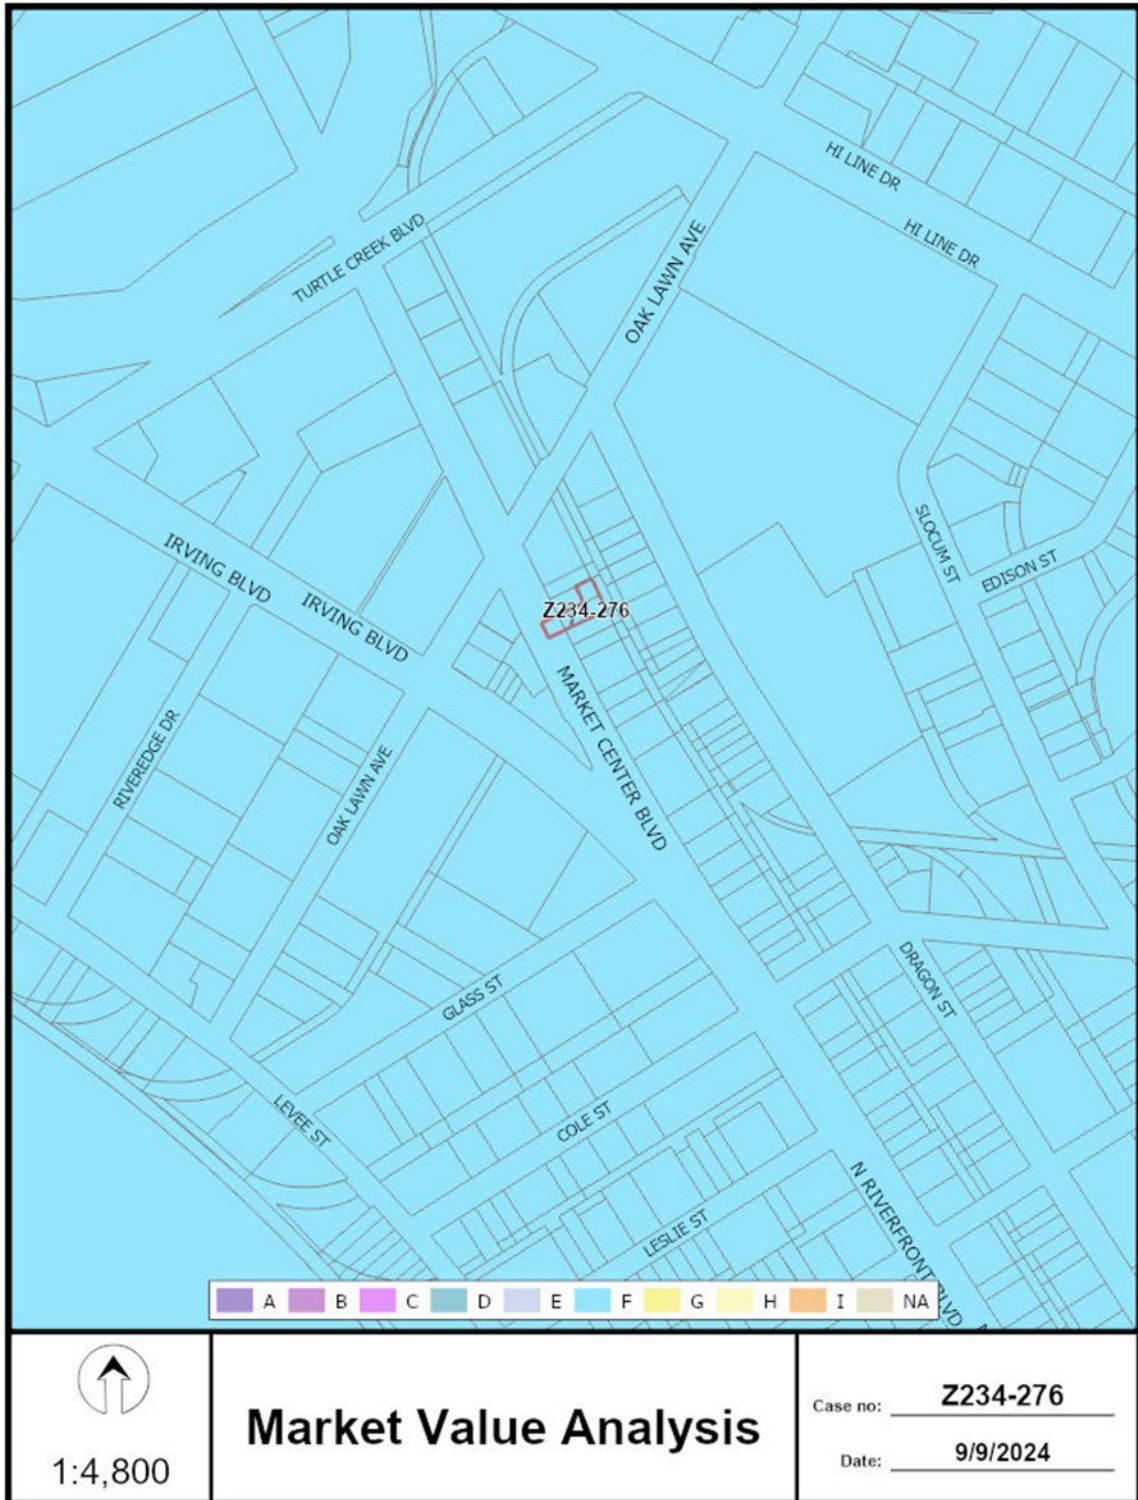 HI LINE DR
HI LINE DR
TURTLE CREEK BLVD
OAK LAWN AVE
SLOCUM ST
EDISON ST
IRVING BLVD
IRVING BLVD
Z234-276
MARKET CENTER BLVD
RIVEREDGE DR
OAK LAWN AVE
GLASS ST
DRAGON ST
LEVEE ST
COLE ST
LESLIE ST
N RIVERFRONT BLVD
A B C D E F G H I NA
1:4,800
Market Value Analysis
Case no: Z234-276
Date: 9/9/2024